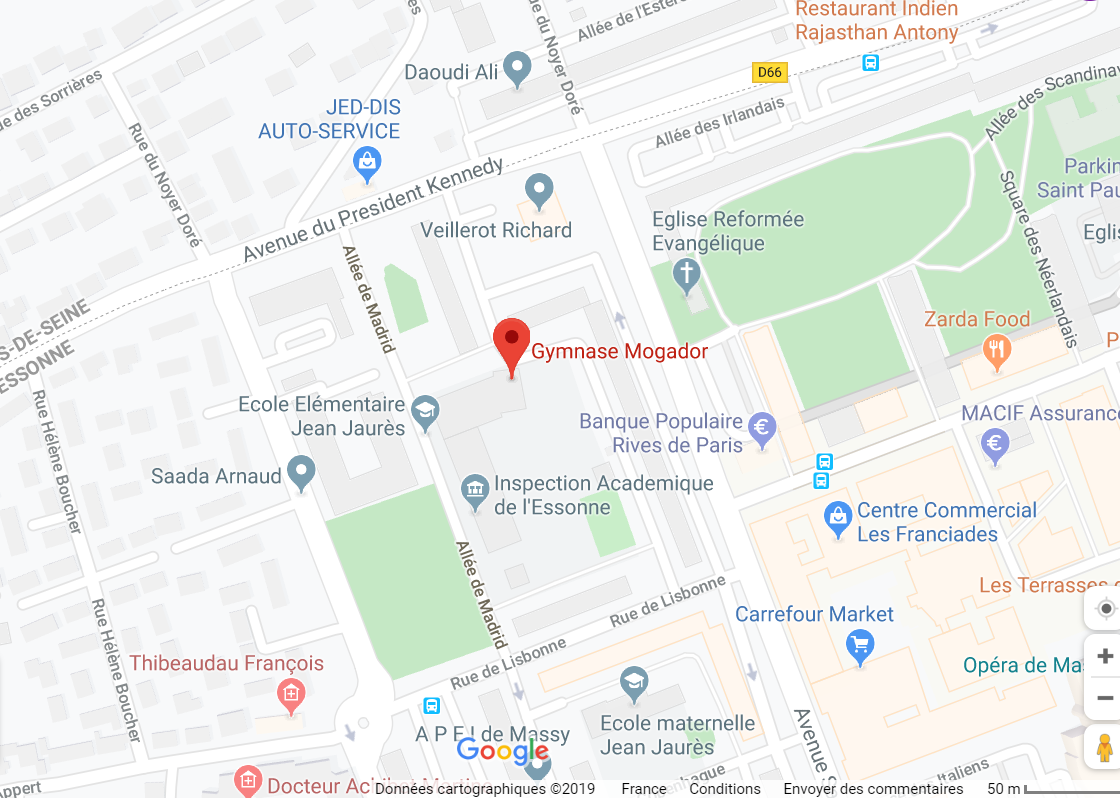 Restaurant Indien
Rajasthan Antony
Allée de l'Estére
ue du Noyer Doré
Daoudi Ali
D66
ue des Sorrières
JED-DIS
AUTO-SERVICE
Allée des Irlandais
Allée des Scandinav
Rue du Noyer Doré
Avenue du President Kennedy
Parkin
Saint Pau
Square des Néerlandais
Veillerot Richard
Eglise Reformée
Evangélique
Eglis
Allée de Madrid
S-DE-SEINE
ESSONNE
Zarda Food
P
Gymnase Mogador
Rue Hélène Boucher
Ecole Elémentaire
Jean Jaurès
Banque Populaire
Rives de Paris
MACIF Assurance
Saada Arnaud
Inspection Academique
de l'Essonne
Centre Commercial
Les Franciades
Allée de Madrid
Les Terrasses
Rue de Lisbonne
Carrefour Market
Rue Hélène Boucher
Rue de Lisbonne
Thibeaudau François
Opéra de Mas
Ecole maternelle
Jean Jaurès
A P E I de Massy
Google
Avenue S
Italiens
Appert
Docteur
Données cartographiques ©2019 France Conditions Envoyer des commentaires 50 m